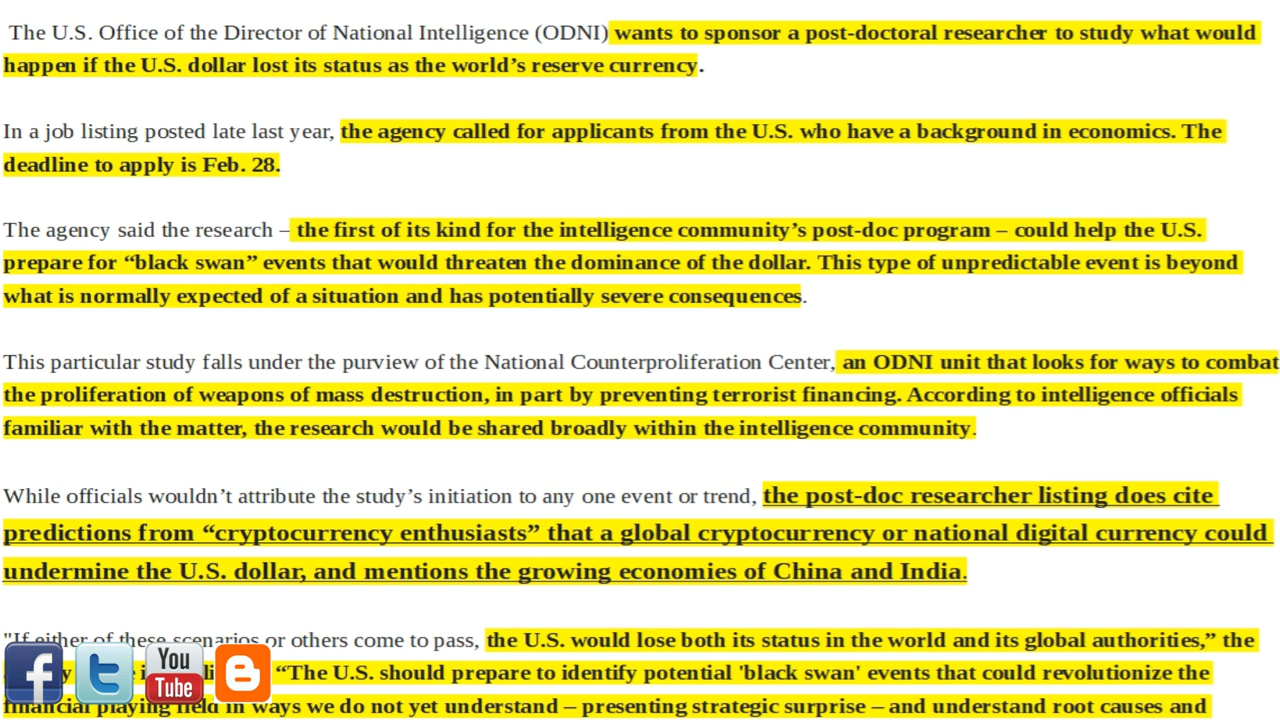 The U.S. Office of the Director of National Intelligence (ODNI) wants to sponsor a post-doctoral researcher to study what would
happen if the U.S. dollar lost its status as the world’s reserve currency.
In a job listing posted late last year, the agency called for applicants from the U.S. who have a background in economics. The
deadline to apply is Feb. 28.
The agency said the research – the first of its kind for the intelligence community’s post-doc program – could help the U.S.
prepare for “black swan” events that would threaten the dominance of the dollar. This type of unpredictable event is beyond
what is normally expected of a situation and has potentially severe consequences.
This particular study falls under the purview of the National Counterproliferation Center, an ODNI unit that looks for ways to combat
the proliferation of weapons of mass destruction, in part by preventing terrorist financing. According to intelligence officials
familiar with the matter, the research would be shared broadly within the intelligence community.
While officials wouldn’t attribute the study’s initiation to any one event or trend, the post-doc researcher listing does cite
predictions from “cryptocurrency enthusiasts” that a global cryptocurrency or national digital currency could
undermine the U.S. dollar, and mentions the growing economies of China and India.
"If either of these scenarios or others come to pass, the U.S. would lose both its status in the world and its global authorities,” the
“The U.S. should prepare to identify potential 'black swan' events that could revolutionize the
financial playing field in ways we do not yet understand – presenting strategic surprise – and understand root causes and
You
Tube